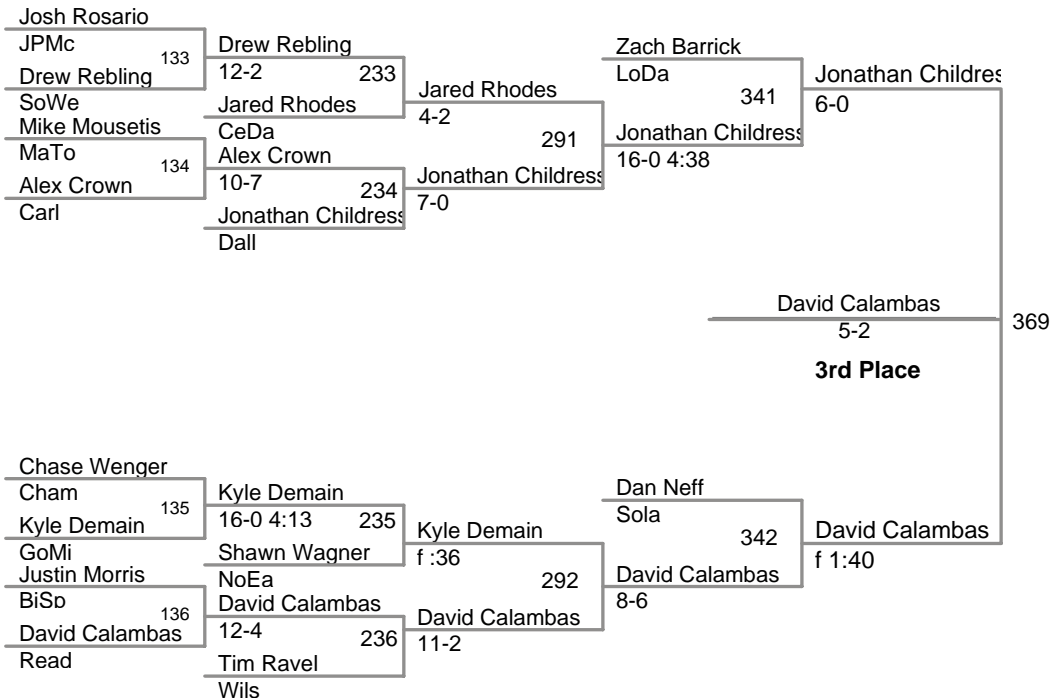 Josh Rosario
JPMc
133
Drew Rebling
SoWe
Mike Mousetis
MaTo
134
Alex Crown
Carl
Drew Rebling
12-2
233
Jared Rhodes
CeDa
Alex Crown
10-7
234
Jonathan Childress
Dall
Jared Rhodes
4-2
291
Jonathan Childress
7-0
Zach Barrick
LoDa
341
Jonathan Childress
16-0 4:38
Jonathan Childres
6-0
David Calambas
5-2
369
3rd Place
Chase Wenger
Cham
135
Kyle Demain
GoMi
Justin Morris
BiSp
136
David Calambas
Read
Kyle Demain
16-0 4:13
235
Shawn Wagner
NoEa
David Calambas
12-4
236
Tim Ravel
Wils
Kyle Demain
f :36
292
David Calambas
11-2
Dan Neff
Sola
342
David Calambas
8-6
David Calambas
f 1:40